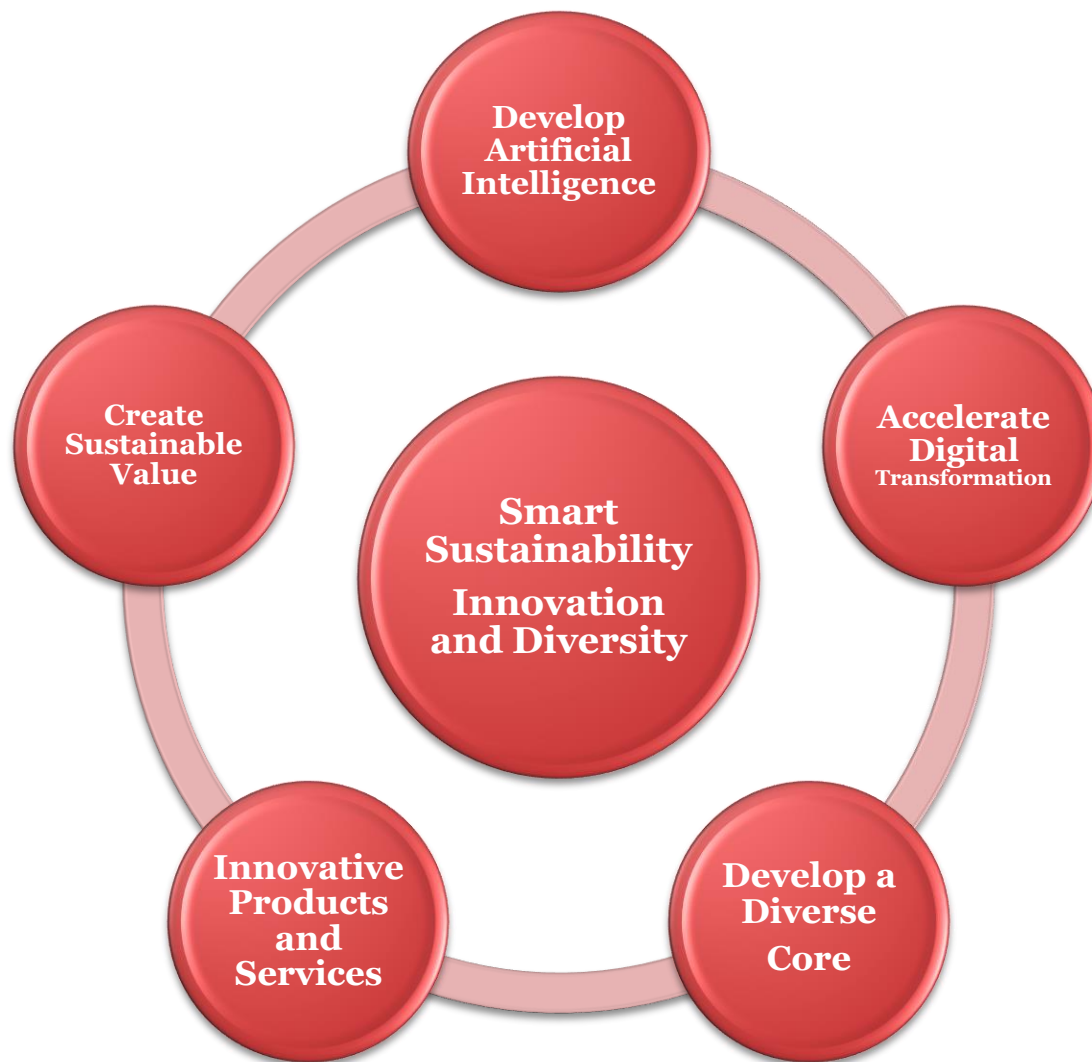 Develop
Artificial
Intelligence
Create
Sustainable
Value
Accelerate
Digital
Transformation
Smart
Sustainability
Innovation
and Diversity
Innovative
Products
and
Services
Develop a
Diverse
Core